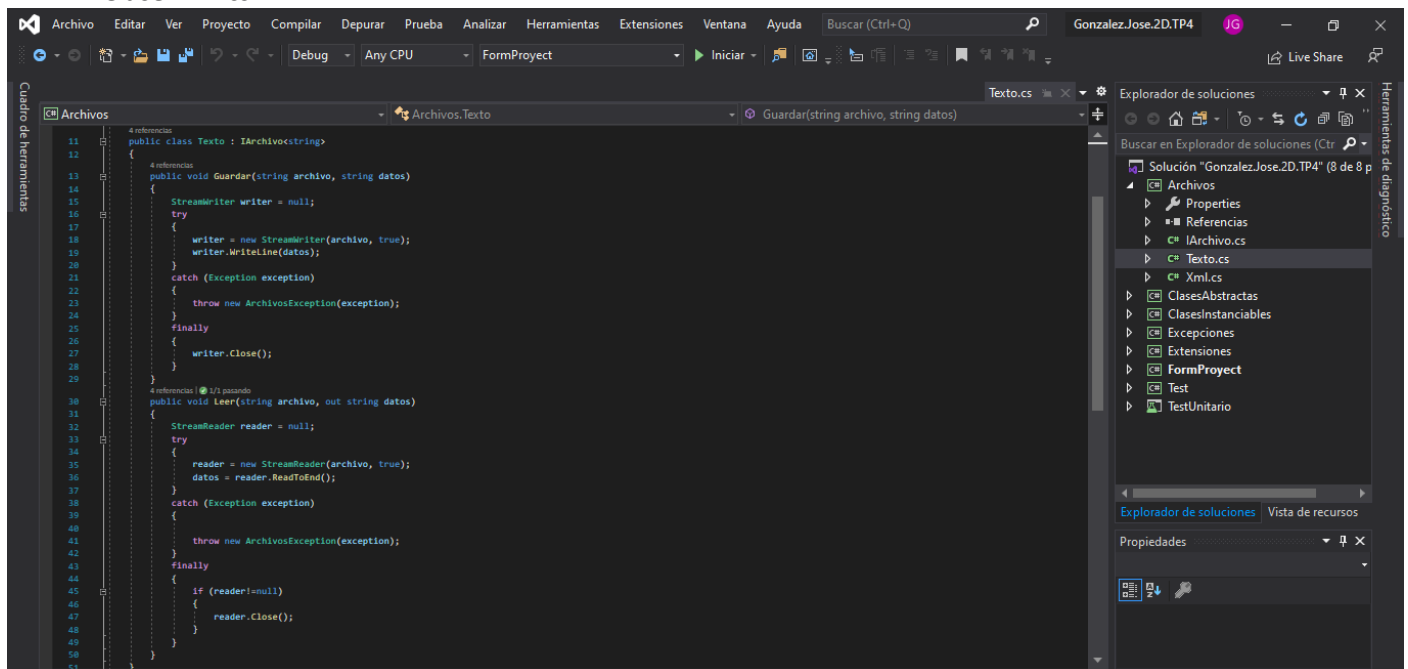 Archivo Editar Ver Proyecto Compilar Depurar Prueba Analizar Herramientas Extensiones Ventana Ayuda Buscar (Ctrl+Q) Gonzalez.Jose.2D.TP4 JG
Debug Any CPU FormProyect Iniciar Live Share
Cuadro de herramientas
Texto.cs
Archivos Archivos.Texto Guardar(string archivo, string datos)
4 referencias
11 public class Texto : IArchivo<string>
12 {
4 referencias
13 public void Guardar(string archivo, string datos)
14 {
15 StreamWriter writer = null;
16 try
17 {
18 writer = new StreamWriter(archivo, true);
19 writer.WriteLine(datos);
20 }
21 catch (Exception exception)
22 {
23 throw new ArchivosException(exception);
24 }
25 finally
26 {
27 writer.Close();
28 }
29 }
4 referencias | 1/1 pasando
30 public void Leer(string archivo, out string datos)
31 {
32 StreamReader reader = null;
33 try
34 {
35 reader = new StreamReader(archivo, true);
36 datos = reader.ReadToEnd();
37 }
38 catch (Exception exception)
39 {
40
41 throw new ArchivosException(exception);
42 }
43 finally
44 {
45 if (reader!=null)
46 {
47 reader.Close();
48 }
49 }
50 }
51 }
Explorador de soluciones
Buscar en Explorador de soluciones (Ctr
Solución "Gonzalez.Jose.2D.TP4" (8 de 8 p
C# Archivos
Properties
Referencias
C# IArchivo.cs
C# Texto.cs
C# Xml.cs
C# ClasesAbstractas
C# ClasesInstanciables
C# Excepciones
C# Extensiones
C# FormProyect
C# Test
TestUnitario
Explorador de soluciones Vista de recursos
Propiedades
Herramientas de diagnóstico